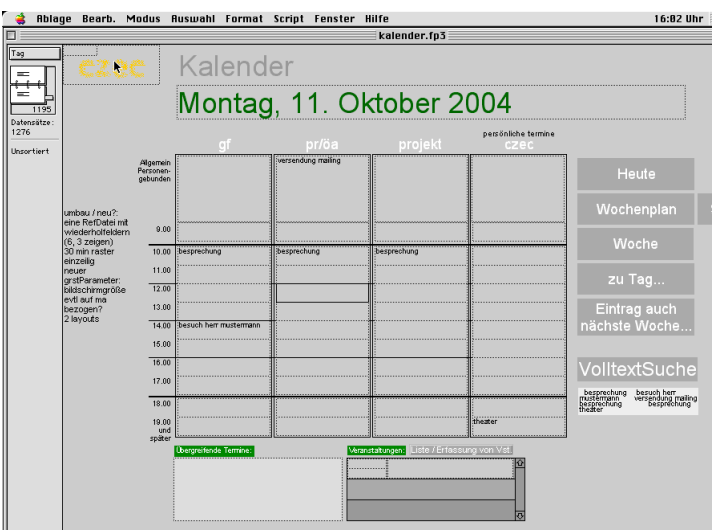 Ablage Bearb. Modus Auswahl Format Script Fenster Hilfe 16:02 Uhr
kalender.fp3
Tag
1195
Datensätze:
1276
Unsortiert
czec
Kalender
Montag, 11. Oktober 2004
gf pr/öa projekt persönliche termine
czec
Allgemein
Personen-
gebunden
versendung mailing
umbau / neu?:
eine RefDatei mit
wiederholfeldern
(6, 3 zeigen)
30 min raster
einzeilig
neuer
grstParameter:
bildschirmgröße
evtl auf ma
bezogen?
2 layouts
9.00
10.00 besprechung besprechung besprechung
11.00
12.00
13.00
14.00 besuch herr mustermann
15.00
16.00
17.00
18.00
19.00 theater
und
später
Heute
Wochenplan
Woche
zu Tag...
Eintrag auch
nächste Woche...
VolltextSuche
besprechung besuch herr
mustermann versendung mailing
besprechung besprechung
theater
Übergreifende Termine:
Veranstaltungen: Liste / Erfassung von Vst.